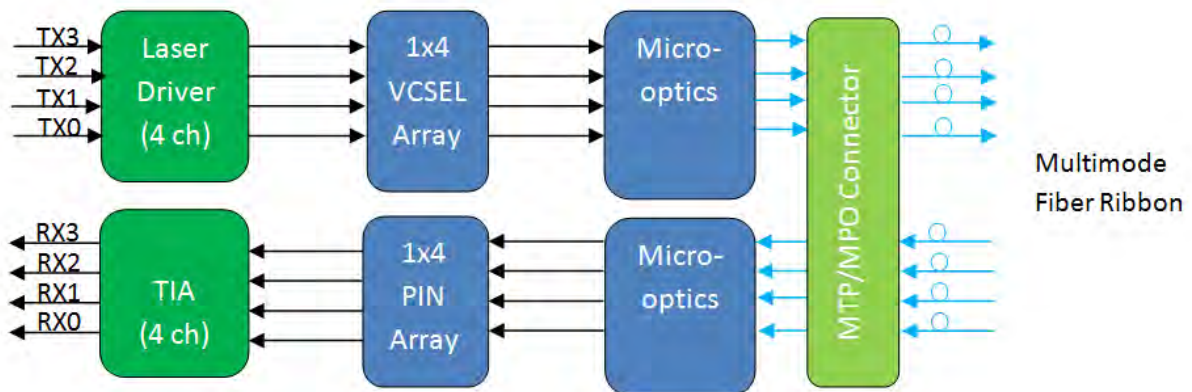 TX3
TX2
TX1
TX0
Laser
Driver
(4 ch)
1x4
VCSEL
Array
Micro-
optics
MTP/MPO Connector
Multimode
Fiber Ribbon
RX3
RX2
RX1
RX0
TIA
(4 ch)
1x4
PIN
Array
Micro-
optics